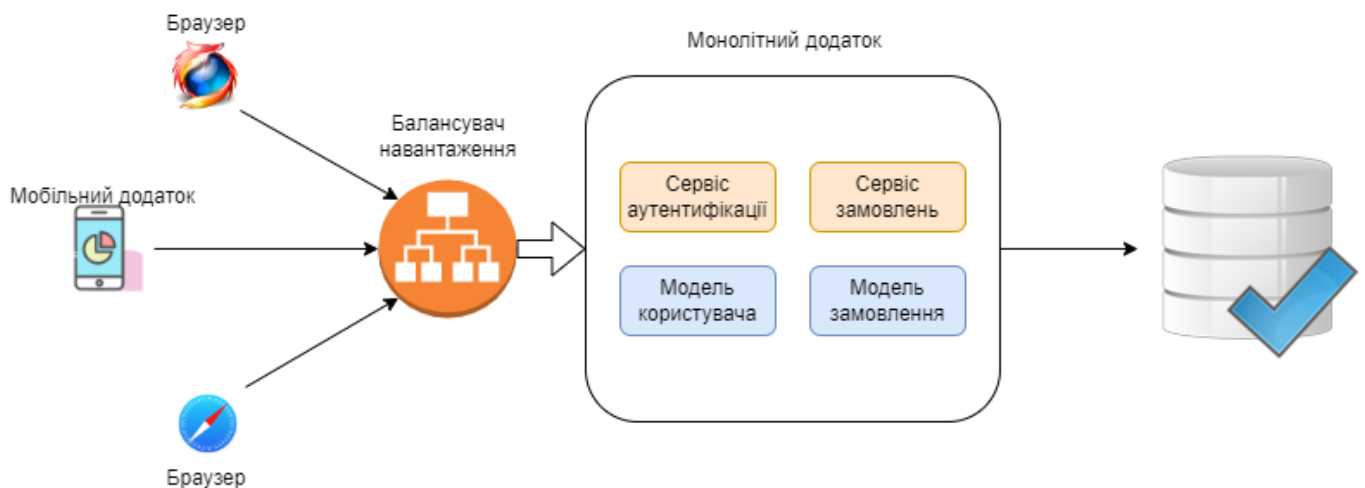 Браузер
Монолітний додаток
Балансувач
навантаження
Мобільний додаток
Сервіс
аутентифікації
Сервіс
замовлень
Модель
користувача
Модель
замовлення
Браузер